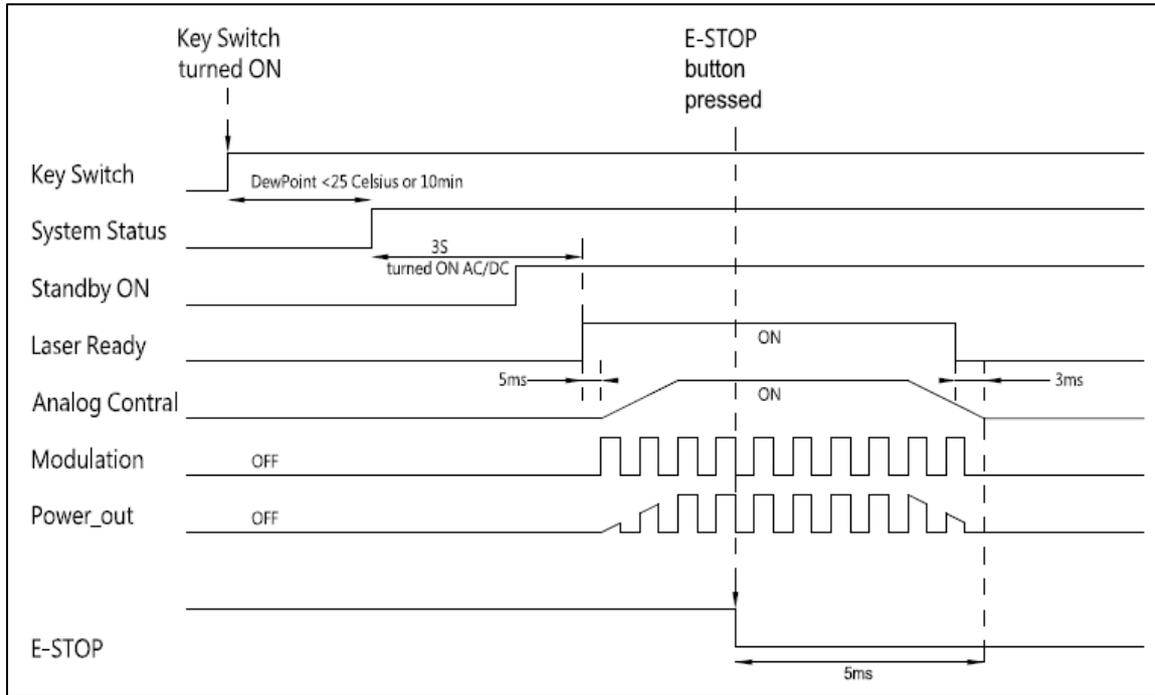 Key Switch
turned ON
E-STOP
button
pressed
Key Switch
DewPoint <25 Celsius or 10min
System Status
3S
turned ON AC/DC
Standby ON
Laser Ready
ON
5ms
3ms
Analog Contral
ON
Modulation
OFF
Power_out
OFF
E-STOP
5ms